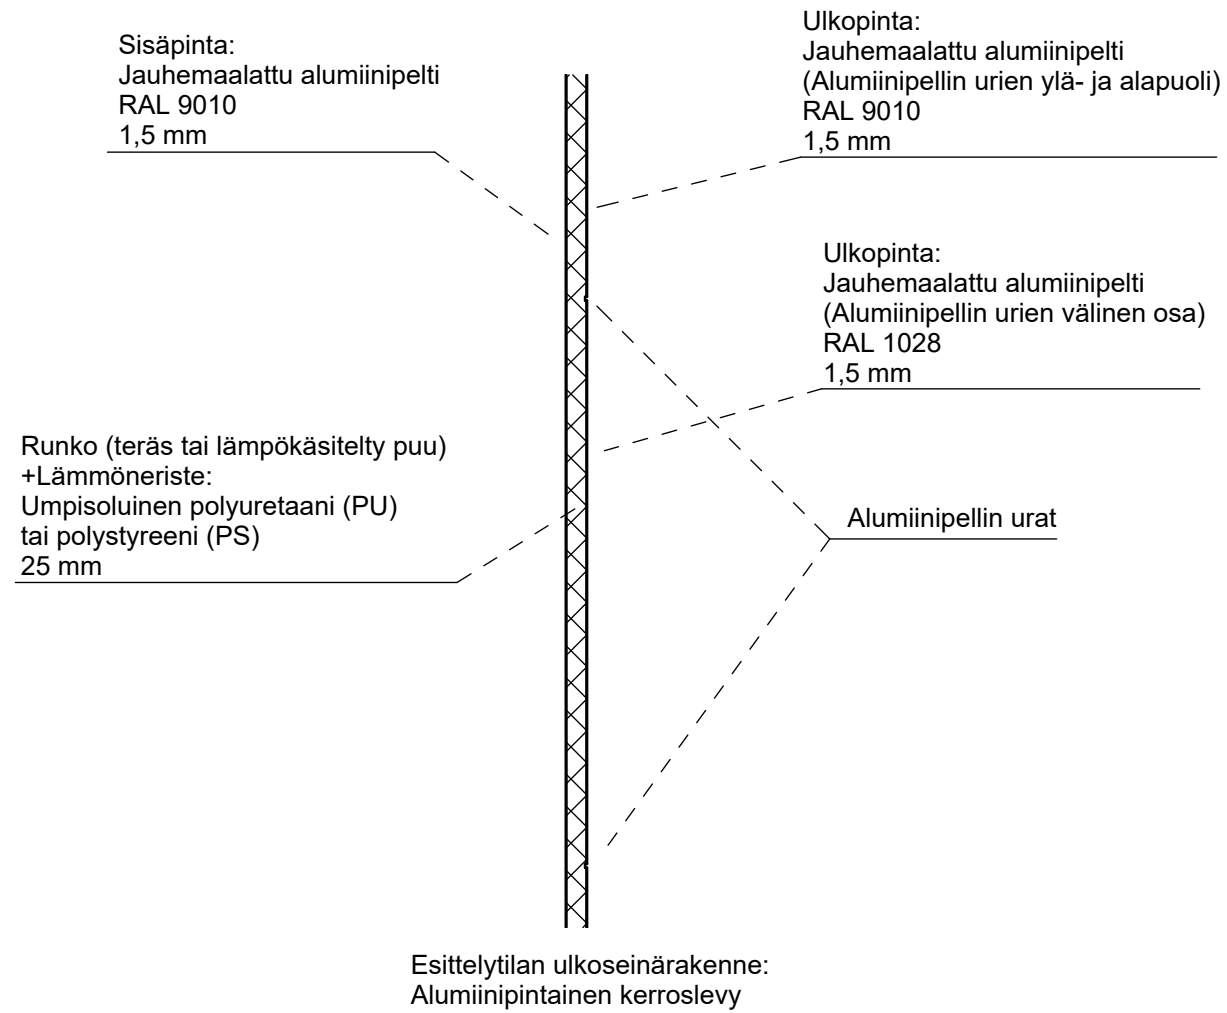 Sisäpinta:
Jauhemaalattu alumiinipelti
RAL 9010
1,5 mm
Ulkopinta:
Jauhemaalattu alumiinipelti
(Alumiinipellin urien ylä- ja alapuoli)
RAL 9010
1,5 mm
Ulkopinta:
Jauhemaalattu alumiinipelti
(Alumiinipellin urien välinen osa)
RAL 1028
1,5 mm
Runko (teräs tai lämpökäsitelty puu)
+Lämmöneriste:
Umpisoluinen polyuretaani (PU)
tai polystyreeni (PS)
25 mm
Alumiinipellin urat
Esittelytilan ulkoseinärakenne:
Alumiinipintainen kerroslevy